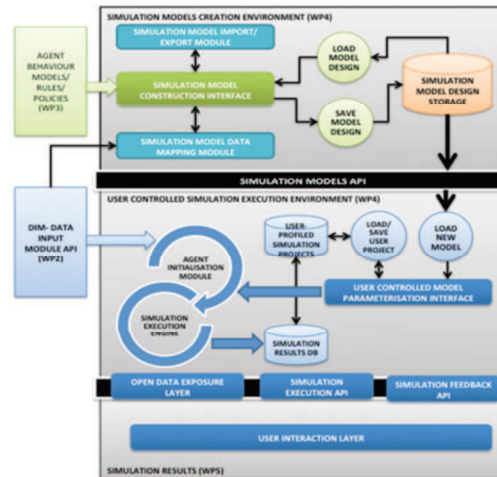 SIMULATION MODELS CREATION ENVIRONMENT (WP4)
SIMULATION MODEL IMPORT/
EXPORT MODULE
AGENT
BEHAVIOUR
MODELS/
RULES/
POLICIES
(WP3)
SIMULATION MODEL
CONSTRUCTION INTERFACE
LOAD
MODEL
DESIGN
SIMULATION
MODEL DESIGN
STORAGE
SAVE
MODEL
DESIGN
SIMULATION MODEL DATA
MAPPING MODULE
SIMULATION MODELS API
USER CONTROLLED SIMULATION EXECUTION ENVIRONMENT (WP4)
DIM- DATA
INPUT
MODULE API
(WP2)
AGENT
INITIALISATION
MODULE
USER-
PROFILED
SIMULATION
PROJECTS
LOAD/
SAVE USER
PROJECT
LOAD
NEW
MODEL
USER CONTROLLED MODEL
PARAMETERISATION INTERFACE
SIMULATION
EXECUTION
SIMULATION
RESULTS DB
OPEN DATA EXPOSURE
LAYER
SIMULATION
EXECUTION API
SIMULATION FEEDBACK
API
USER INTERACTION LAYER
SIMULATION RESULTS (WP5)